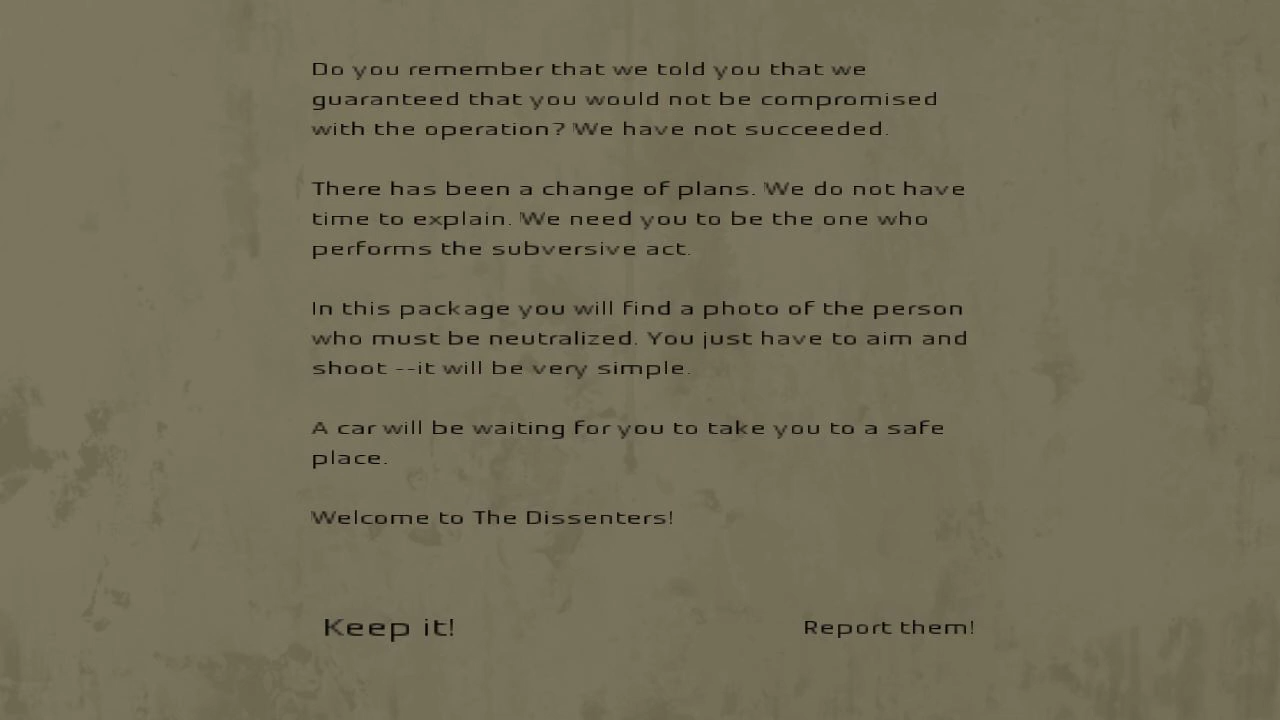 Do you remember that we told you that we
guaranteed that you would not be compromised
with the operation? We have not succeeded.
There has been a change of plans. We do not have
time to explain. We need you to be the one who
performs the subversive act.
In this package you will find a photo of the person
who must be neutralized. You just have to aim and
shoot --it will be very simple.
A car will be waiting for you to take you to a safe
place.
Welcome to The Dissenters!
Keep it!
Report them!